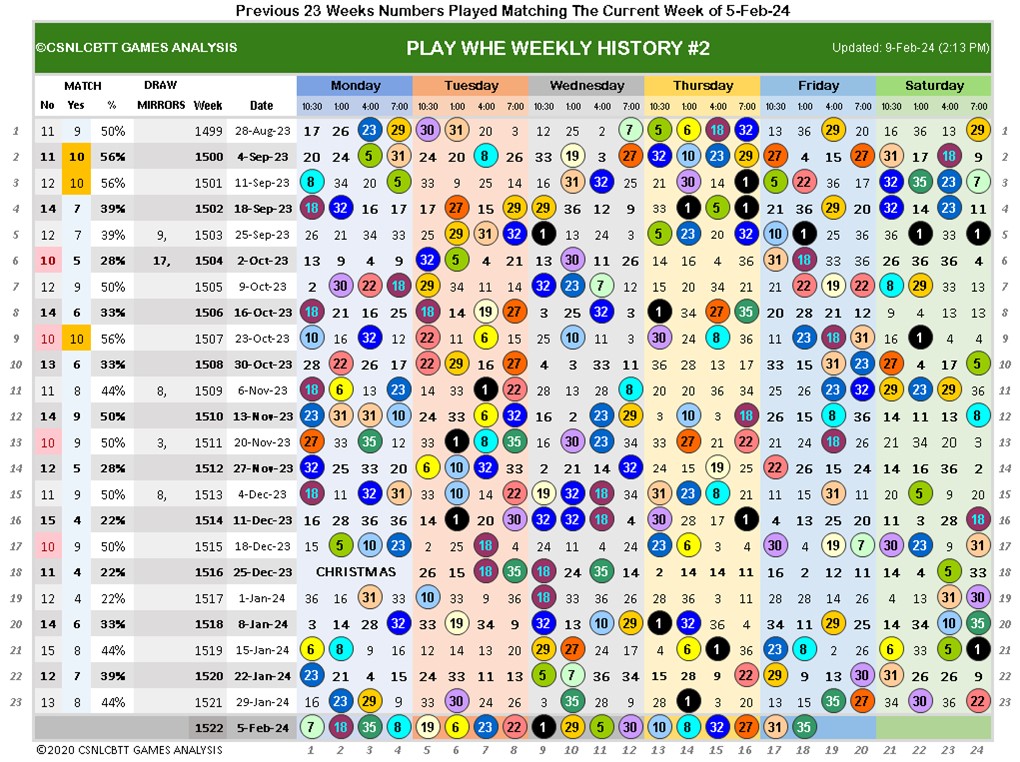 Previous 23 Weeks Numbers Played Matching The Current Week of 5-Feb-24
©CSNLCBTT GAMES ANALYSIS PLAY WHE WEEKLY HISTORY #2 Updated: 9-Feb-24 (2:13 PM)
MATCH DRAW Monday Tuesday Wednesday Thursday Friday Saturday
No Yes % MIRRORS Week Date 10:30 1:00 4:00 7:00 10:30 1:00 4:00 7:00 10:30 1:00 4:00 7:00 10:30 1:00 4:00 7:00 10:30 1:00 4:00 7:00 10:30 1:00 4:00 7:00
1 11 9 50% 1499 28-Aug-23 17 26 23 29 30 31 20 3 12 25 2 7 5 6 18 32 13 36 29 20 16 36 13 29 1
2 11 10 56% 1500 4-Sep-23 20 24 5 31 24 20 8 26 33 19 3 27 32 10 23 29 27 4 15 27 31 17 23 9 2
3 12 10 56% 1501 11-Sep-23 8 34 20 5 33 9 25 14 16 31 32 25 21 30 14 1 5 22 36 17 32 35 23 7 3
4 14 7 39% 1502 18-Sep-23 18 32 16 17 17 27 15 29 29 36 12 9 33 1 5 1 21 36 29 20 32 14 23 11 4
5 12 7 39% 9, 1503 25-Sep-23 26 21 34 33 25 29 31 32 1 13 24 3 5 23 20 32 10 1 25 26 36 1 33 1 5
6 10 5 28% 17, 1504 2-Oct-23 13 9 4 9 32 5 4 21 13 30 11 26 14 16 4 36 31 18 33 36 26 36 36 4 6
7 12 9 50% 1505 9-Oct-23 2 30 22 18 29 34 11 14 32 23 7 12 15 20 34 21 21 22 19 22 8 29 33 13 7
8 14 6 33% 1506 16-Oct-23 18 21 16 25 18 14 19 27 3 25 32 3 1 34 27 35 20 28 21 12 9 4 13 13 8
9 10 10 56% 1507 23-Oct-23 10 16 32 12 22 11 6 15 25 10 11 3 30 24 8 36 11 23 18 31 16 1 4 4 9
10 13 6 33% 1508 30-Oct-23 28 22 26 17 22 29 16 27 4 3 33 11 36 28 13 17 33 15 31 23 27 4 17 5 10
11 11 8 44% 8, 1509 6-Nov-23 18 6 13 23 14 33 1 22 28 13 28 8 21 20 36 34 25 26 23 32 29 23 29 36 11
12 14 9 50% 1510 13-Nov-23 23 31 31 10 24 33 6 32 16 2 23 29 3 10 3 18 26 15 8 36 14 11 13 8 12
13 10 9 50% 3, 1511 20-Nov-23 27 33 35 12 33 1 8 35 16 30 23 34 33 27 21 22 24 26 18 26 21 34 20 3 13
14 12 5 28% 1512 27-Nov-23 32 25 33 20 6 10 32 33 2 21 14 32 24 15 19 25 22 26 15 24 14 16 36 2 14
15 11 9 50% 8, 1513 4-Dec-23 18 11 32 31 33 10 14 22 19 32 18 34 31 23 8 21 11 15 31 11 20 5 9 20 15
16 15 4 22% 1514 11-Dec-23 16 28 36 36 14 1 20 30 32 32 18 4 30 28 17 1 4 13 25 20 11 3 28 18 16
17 10 9 50% 1515 18-Dec-23 15 5 10 23 2 25 18 4 24 11 4 24 23 6 3 4 30 4 19 7 30 23 9 31 17
18 11 4 22% 1516 25-Dec-23 CHRISTMAS 26 15 18 35 18 24 35 14 2 14 14 11 16 2 12 11 14 4 5 33 18
19 12 4 22% 1517 1-Jan-24 36 16 31 33 10 33 9 36 18 33 26 36 21 26 2 34 28 28 14 26 4 13 31 30 19
20 14 6 33% 1518 8-Jan-24 3 14 28 32 33 19 34 9 32 13 10 29 1 32 36 4 34 11 29 25 14 24 10 35 20
21 15 8 44% 1519 15-Jan-24 6 8 9 16 12 14 13 20 29 27 24 21 4 6 1 4 23 8 2 26 6 33 5 1 21
22 12 7 39% 1520 22-Jan-24 23 21 4 15 24 33 11 13 5 7 36 34 15 28 9 22 29 9 13 30 31 26 26 9 22
23 13 8 44% 1521 29-Jan-24 16 23 29 9 33 30 24 34 3 35 28 9 28 1 3 20 13 15 35 27 34 30 36 22 23
1522 5-Feb-24 7 18 35 8 19 6 23 22 1 29 5 30 10 8 32 27 31 35
©2020 CSNLCBTT GAMES ANALYSIS 1 2 3 4 5 6 7 8 9 10 11 12 13 14 15 16 17 18 19 20 21 22 23 24